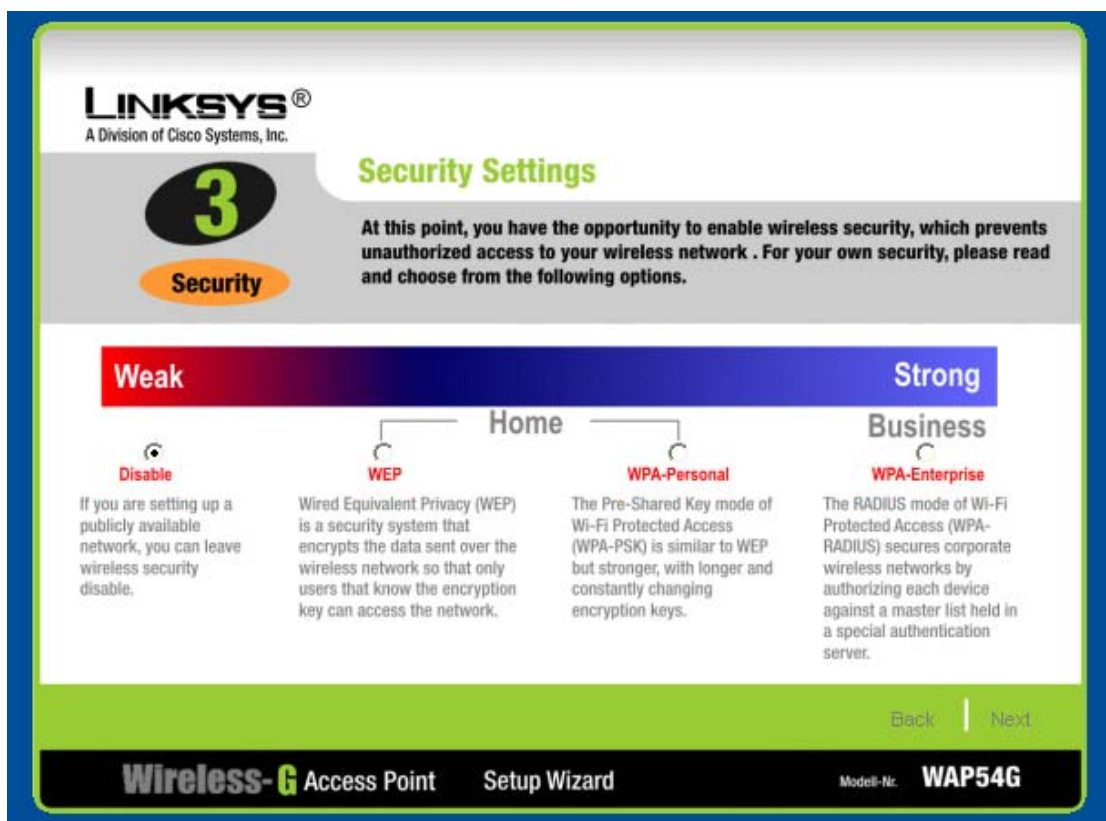 LINKSYS®
A Division of Cisco Systems, Inc.
3
Security
Security Settings
At this point, you have the opportunity to enable wireless security, which prevents
unauthorized access to your wireless network . For your own security, please read
and choose from the following options.
Weak
Strong
Home
Business
Disable
If you are setting up a
publicly available
network, you can leave
wireless security
disable.
WEP
Wired Equivalent Privacy (WEP)
is a security system that
encrypts the data sent over the
wireless network so that only
users that know the encryption
key can access the network.
WPA-Personal
The Pre-Shared Key mode of
Wi-Fi Protected Access
(WPA-PSK) is similar to WEP
but stronger, with longer and
constantly changing
encryption keys.
WPA-Enterprise
The RADIUS mode of Wi-Fi
Protected Access (WPA-
RADIUS) secures corporate
wireless networks by
authorizing each device
against a master list held in
a special authentication
server.
Back | Next
Wireless-G Access Point Setup Wizard
Modell-Nr. WAP54G